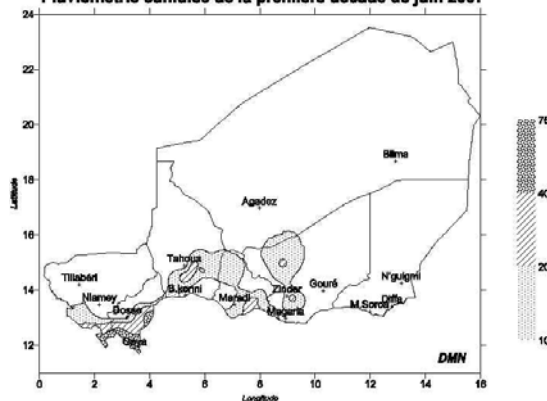 Pluviométrie cumulée de la première décade de juin 2007
24
22
20
18
16
14
12
Latitude
Bilma
Agadez
Tahoua
Tillabéri
B.konni
Gouré
N'guigmi
Niamey
Maradi
Zinder
Diffa
Dosso
Magaria
M.Soroa
Gaya
DMN
0 2 4 6 8 10 12 14 16
Longitude
75
40
20
10